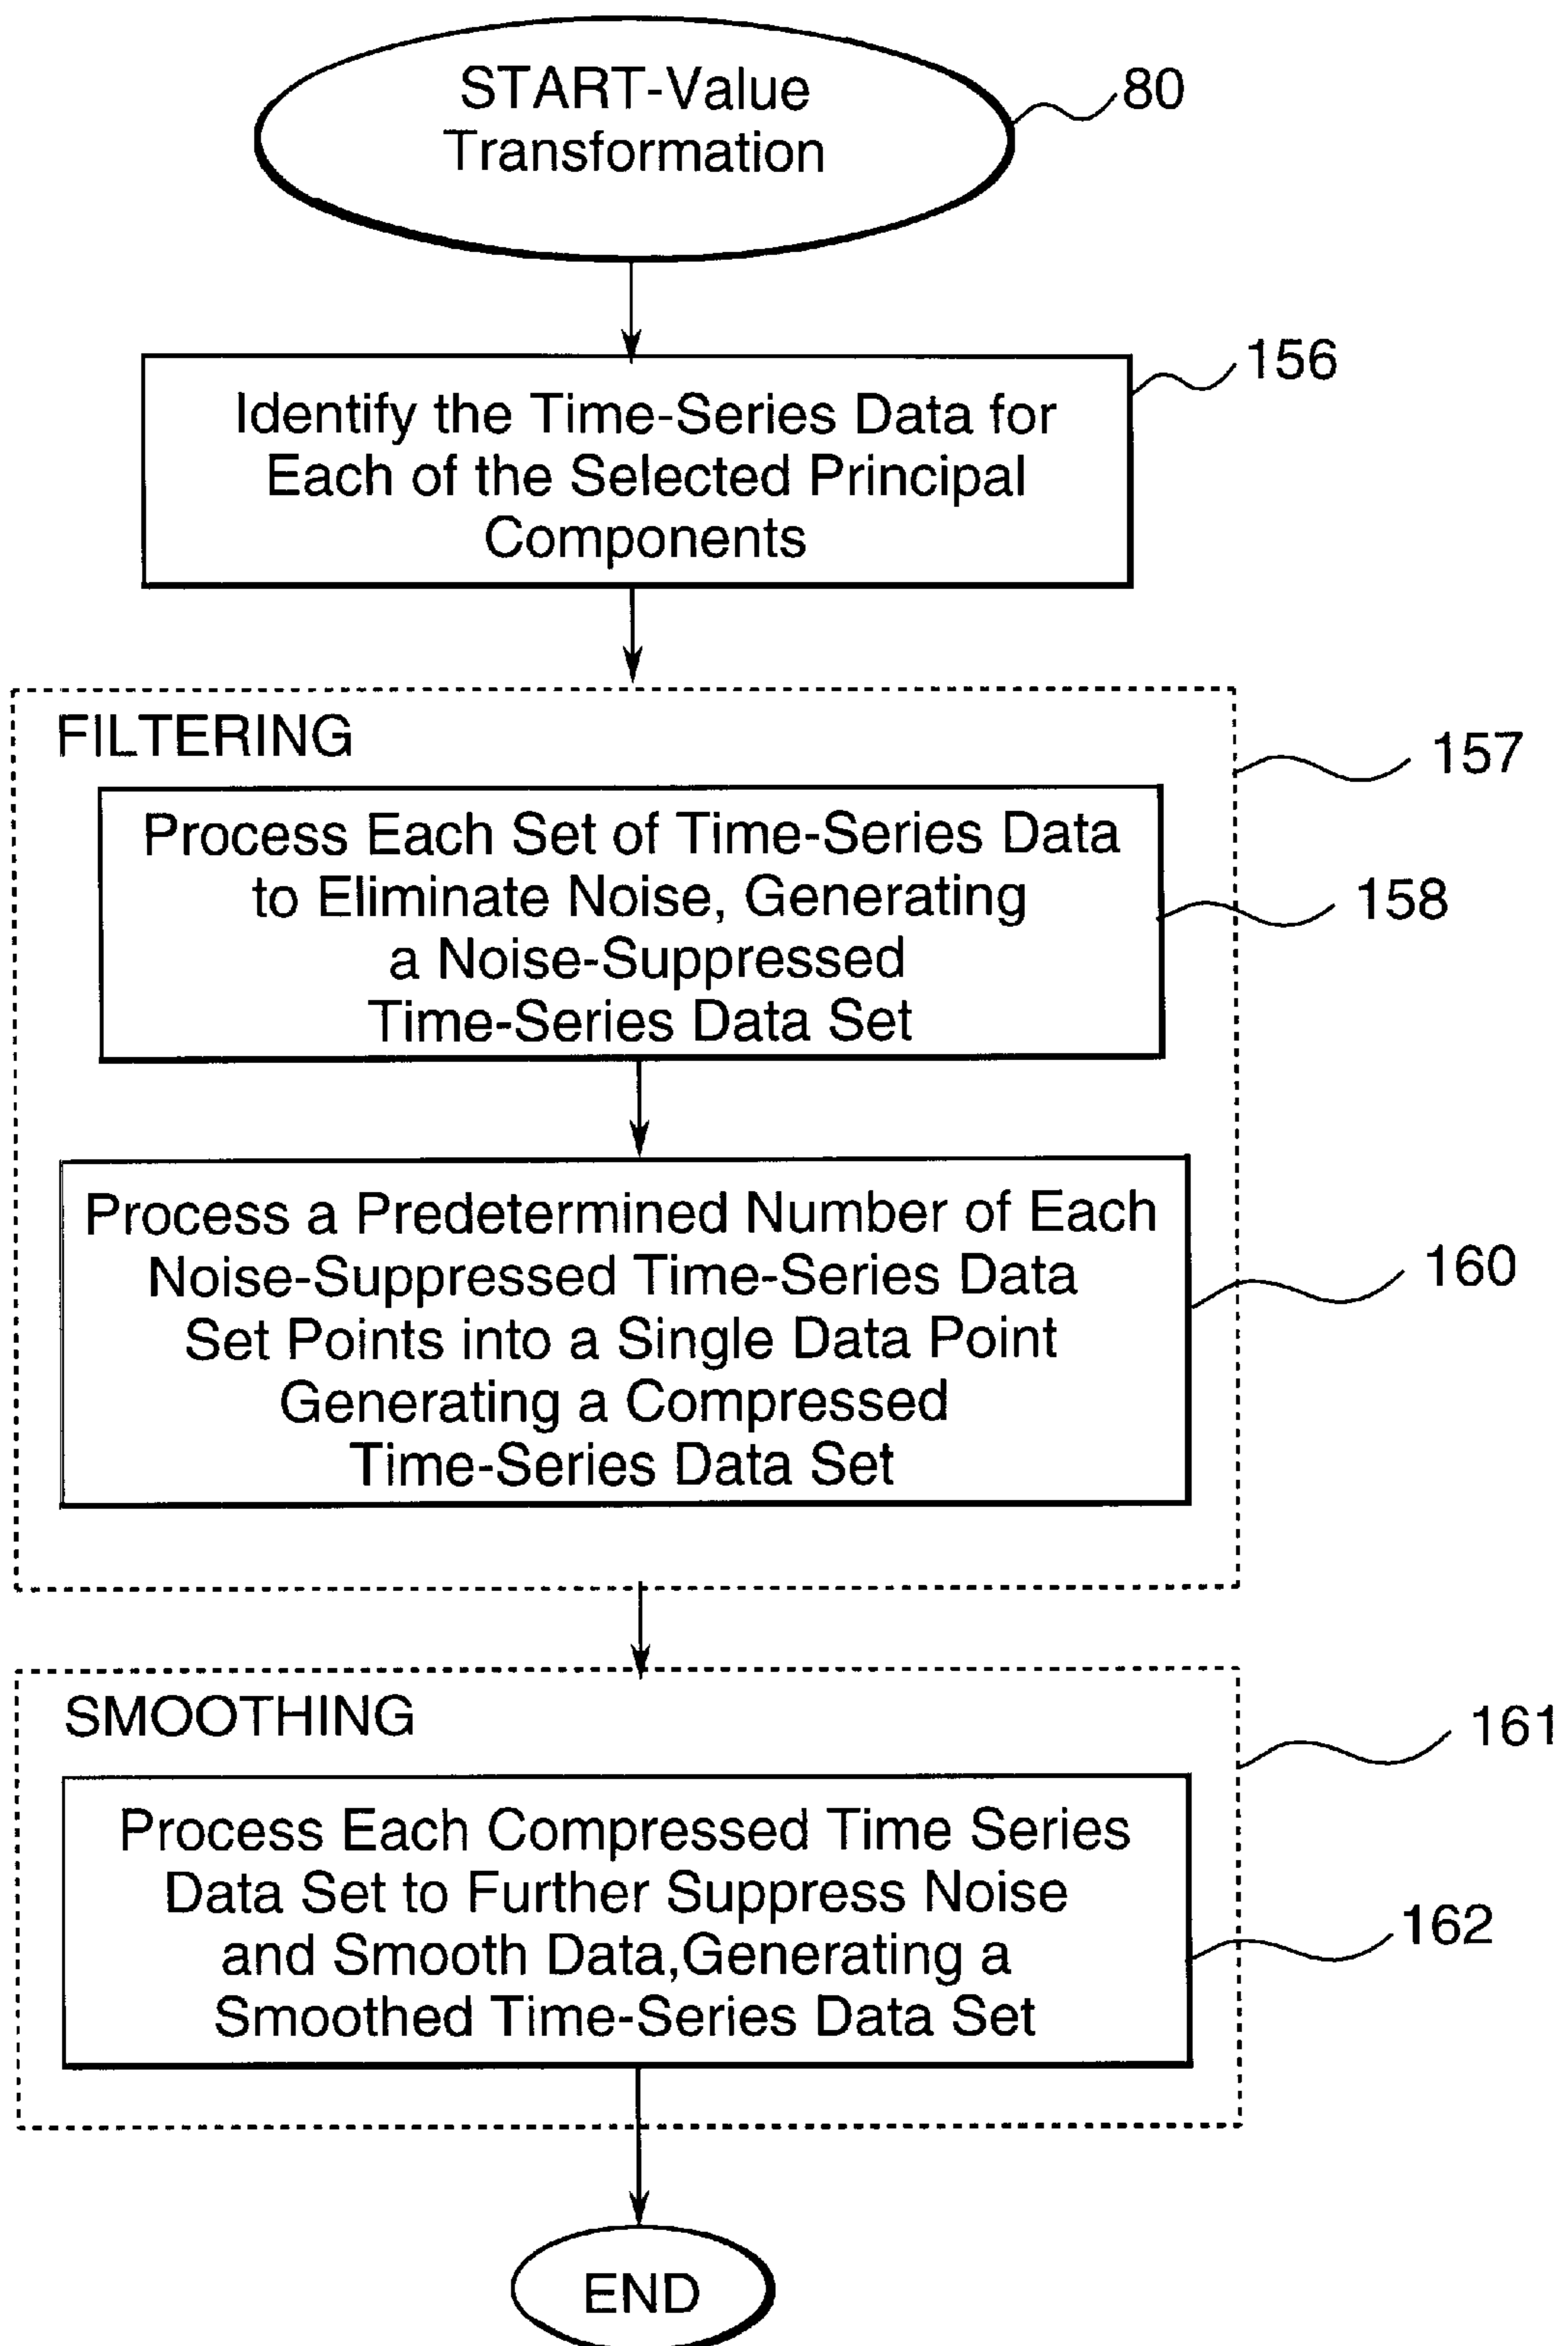 START-Value
Transformation
80
Identify the Time-Series Data for
Each of the Selected Principal
Components
156
FILTERING
157
Process Each Set of Time-Series Data
to Eliminate Noise, Generating
a Noise-Suppressed
Time-Series Data Set
158
Process a Predetermined Number of Each
Noise-Suppressed Time-Series Data
Set Points into a Single Data Point
Generating a Compressed
Time-Series Data Set
160
SMOOTHING
161
Process Each Compressed Time Series
Data Set to Further Suppress Noise
and Smooth Data,Generating a
Smoothed Time-Series Data Set
162
END